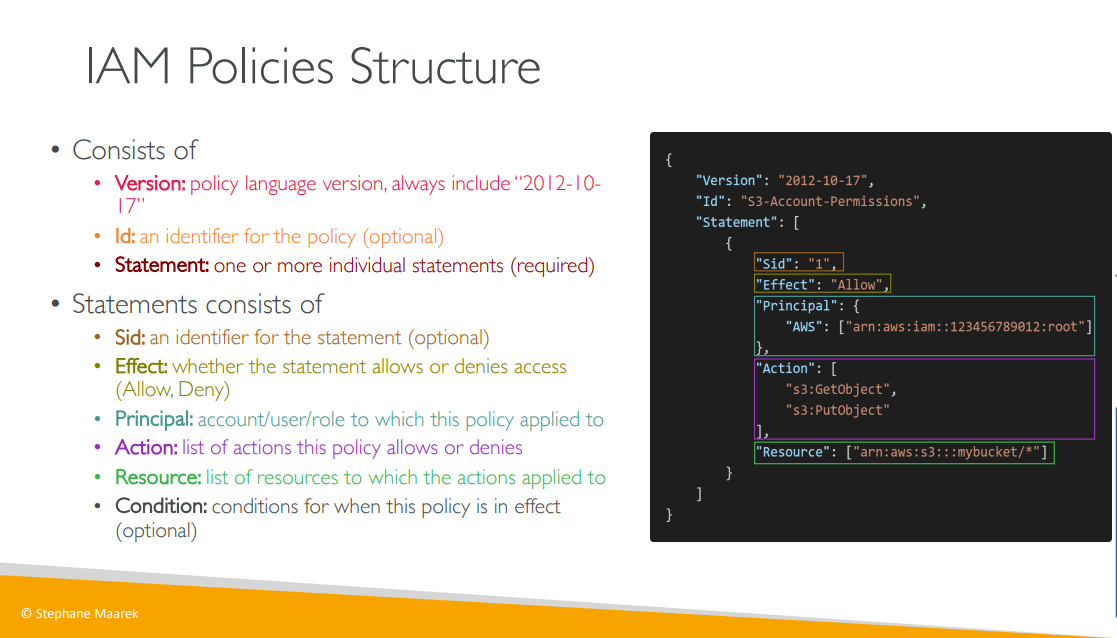 IAM Policies Structure
• Consists of
• Version: policy language version, always include “2012-10-
17”
• Id: an identifier for the policy (optional)
• Statement: one or more individual statements (required)
• Statements consists of
• Sid: an identifier for the statement (optional)
• Effect: whether the statement allows or denies access
(Allow, Deny)
• Principal: account/user/role to which this policy applied to
• Action: list of actions this policy allows or denies
• Resource: list of resources to which the actions applied to
• Condition: conditions for when this policy is in effect
(optional)
{
"Version": "2012-10-17",
"Id": "S3-Account-Permissions",
"Statement": [
{
"Sid": "1",
"Effect": "Allow",
"Principal": {
"AWS": ["arn:aws:iam::123456789012:root"]
},
"Action": [
"s3:GetObject",
"s3:PutObject"
],
"Resource": ["arn:aws:s3:::mybucket/*"]
}
]
}
© Stephane Maarek